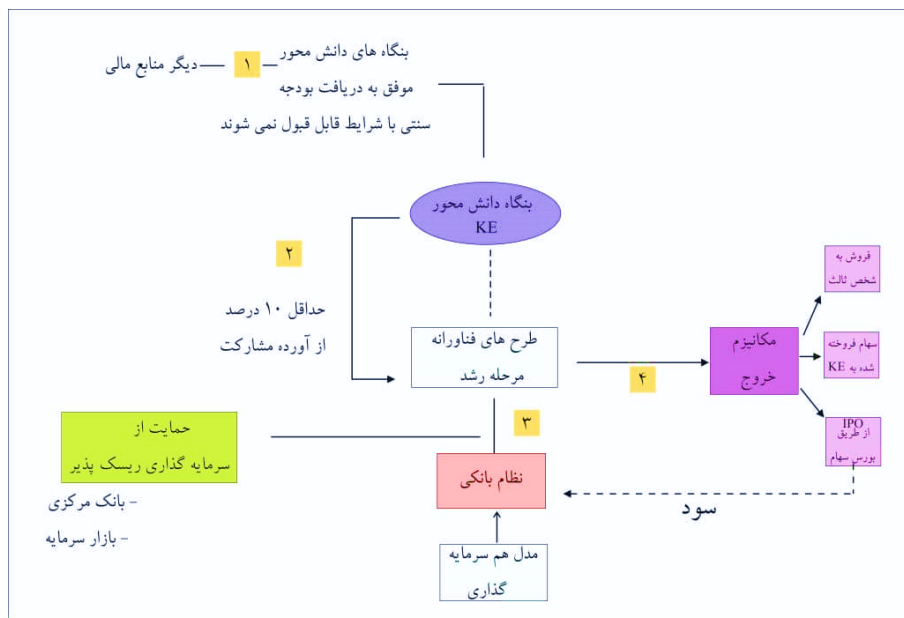 بنگاه های دانش محور
۱
دیگر منابع مالی
موفق به دریافت بودجه
سنتی با شرایط قابل قبول نمی شوند
بنگاه دانش محور
KE
۲
حداقل ۱۰ درصد
از آورده مشارکت
طرح های فناورانه
مرحله رشد
۴
مکانیزم
خروج
فروش به
شخص ثالث
سهام فروخته
شده به KE
IPO
از طریق
بورس سهام
۳
حمایت از
سرمایه گذاری ریسک پذیر
– بانک مرکزی
– بازار سرمایه
نظام بانکی
سود
مدل هم سرمایه
گذاری